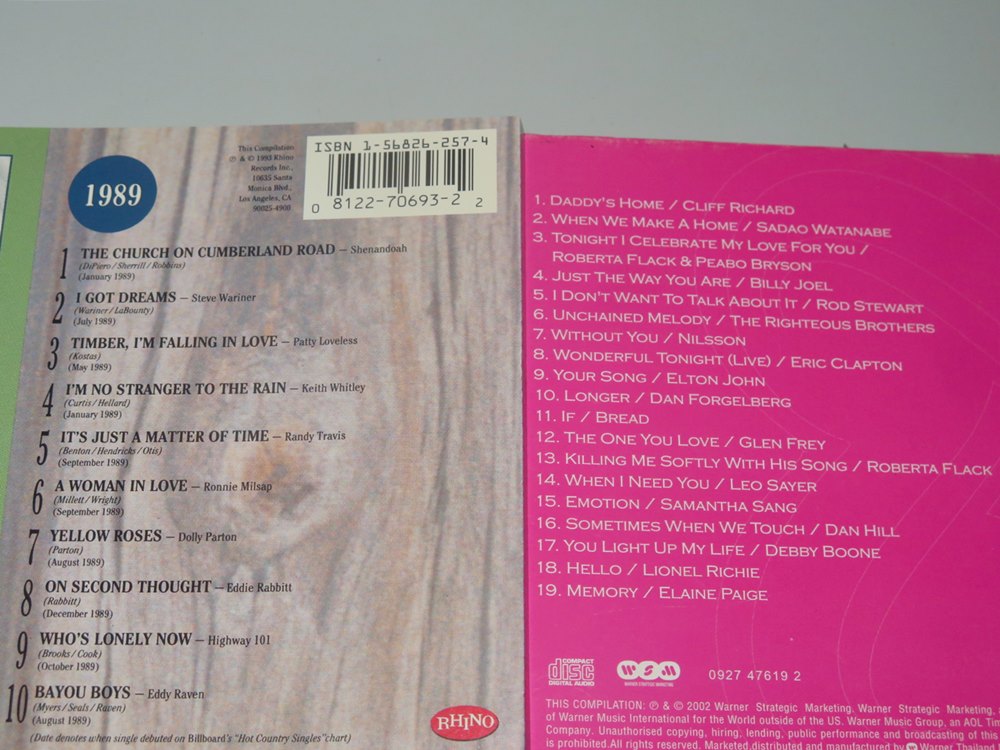 1989
This Compilation
℗ & © 1993 Rhino
Records Inc.,
10635 Santa
Monica Blvd.,
Los Angeles, CA
90025-4900
ISBN 1-56826-257-4
0 8122-70693-2 2
1 THE CHURCH ON CUMBERLAND ROAD – Shenandoah
(DiPiero / Sherrill / Robbins)
(January 1989)
2 I GOT DREAMS – Steve Wariner
(Wariner / LaBounty)
(July 1989)
3 TIMBER, I'M FALLING IN LOVE – Patty Loveless
(Kostas)
(May 1989)
4 I'M NO STRANGER TO THE RAIN – Keith Whitley
(Curtis / Hellard)
(January 1989)
5 IT'S JUST A MATTER OF TIME – Randy Travis
(Benton / Hendricks / Otis)
(September 1989)
6 A WOMAN IN LOVE – Ronnie Milsap
(Millett / Wright)
(September 1989)
7 YELLOW ROSES – Dolly Parton
(Parton)
(August 1989)
8 ON SECOND THOUGHT – Eddie Rabbitt
(Rabbitt)
(December 1989)
9 WHO'S LONELY NOW – Highway 101
(Brooks / Cook)
(October 1989)
10 BAYOU BOYS – Eddy Raven
(Myers / Seals / Raven)
(August 1989)
(Date denotes when single debuted on Billboard's "Hot Country Singles" chart)
RHINO
1. DADDY'S HOME / CLIFF RICHARD
2. WHEN WE MAKE A HOME / SADAO WATANABE
3. TONIGHT I CELEBRATE MY LOVE FOR YOU /
ROBERTA FLACK & PEABO BRYSON
4. JUST THE WAY YOU ARE / BILLY JOEL
5. I DON'T WANT TO TALK ABOUT IT / ROD STEWART
6. UNCHAINED MELODY / THE RIGHTEOUS BROTHERS
7. WITHOUT YOU / NILSSON
8. WONDERFUL TONIGHT (LIVE) / ERIC CLAPTON
9. YOUR SONG / ELTON JOHN
10. LONGER / DAN FORGELBERG
11. IF / BREAD
12. THE ONE YOU LOVE / GLEN FREY
13. KILLING ME SOFTLY WITH HIS SONG / ROBERTA FLACK
14. WHEN I NEED YOU / LEO SAYER
15. EMOTION / SAMANTHA SANG
16. SOMETIMES WHEN WE TOUCH / DAN HILL
17. YOU LIGHT UP MY LIFE / DEBBY BOONE
18. HELLO / LIONEL RICHIE
19. MEMORY / ELAINE PAIGE
COMPACT
disc
DIGITAL AUDIO
WSM
WARNER STRATEGIC MARKETING
0927 47619 2
THIS COMPILATION: ℗ & © 2002 Warner Strategic Marketing. Warner Strategic Marketing, a
of Warner Music International for the World outside of the US. Warner Music Group, an AOL Tim
Company. Unauthorised copying, hiring, lending, public performance and broadcasting of this
is prohibited. All rights reserved. Marketed, distributed and manufactured by